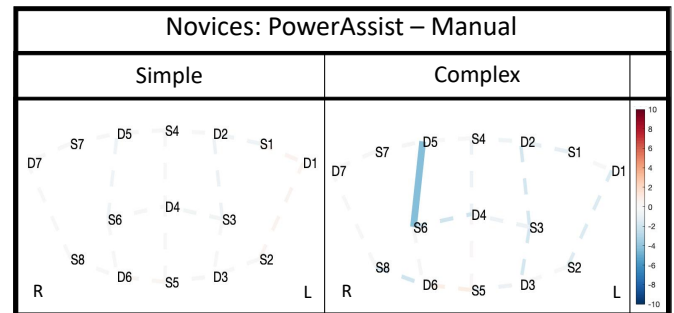 Novices: PowerAssist – Manual
Simple
Complex
S7 D5 S4 D2 S1
D7 D1
D4
S6 S3
S8 S2
D6 S5 D3
R L
S7 D5 S4 D2 S1
D7 D1
D4
S6 S3
S8 S2
D6 S5 D3
R L
10
8
6
4
2
0
-2
-4
-6
-8
-10